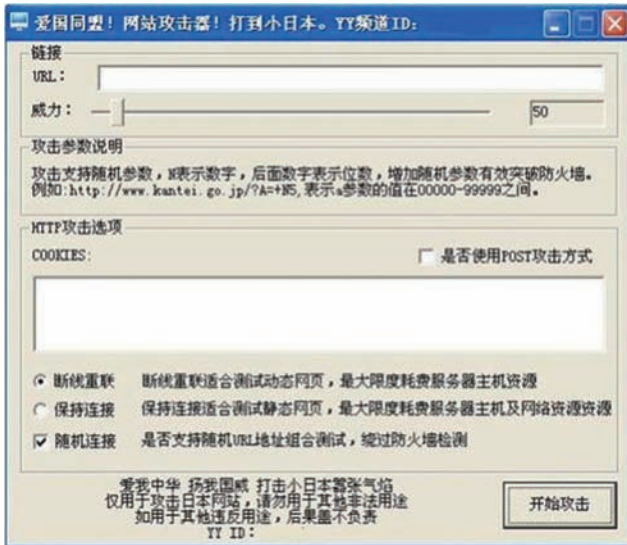 爱国同盟！网站攻击器！打到小日本。YY频道ID：
链接
URL：
威力：
50
攻击参数说明
攻击支持随机参数，N表示数字，后面数字表示位数，增加随机参数有效突破防火墙。
例如:http://www.kantei.go.jp/?A=+N5,表示a参数的值在00000-99999之间。
HTTP攻击选项
COOKIES:
是否使用POST攻击方式
断线重联 断线重联适合测试动态网页，最大限度耗费服务器主机资源
保持连接 保持连接适合测试静态网页，最大限度耗费服务器主机及网络资源资源
随机连接 是否支持随机URL地址组合测试，绕过防火墙检测
爱我中华 扬我国威 打击小日本嚣张气焰
仅用于攻击日本网站，请勿用于其他非法用途
如用于其他违反用途，后果盖不负责
YY ID：
开始攻击